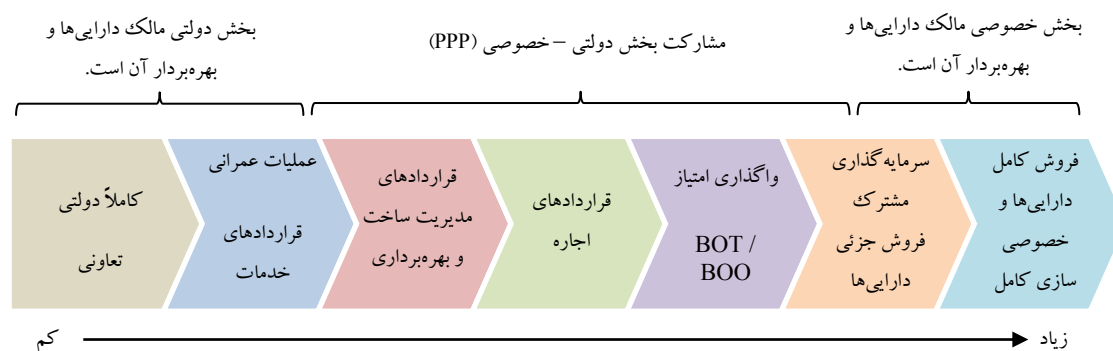 بخش خصوصی مالک دارایی‌ها و
بهره‌بردار آن است.
مشارکت بخش دولتی – خصوصی (PPP)
بخش دولتی مالک دارایی‌ها و
بهره‌بردار آن است.
کاملاً دولتی
تعاونی
عملیات عمرانی
قراردادهای
خدمات
قراردادهای
مدیریت ساخت
و بهره‌برداری
قراردادهای
اجاره
واگذاری امتیاز
BOT /
BOO
سرمایه‌گذاری
مشترک
فروش جزئی
دارایی‌ها
فروش کامل
دارایی‌ها و
خصوصی
سازی کامل
کم
زیاد